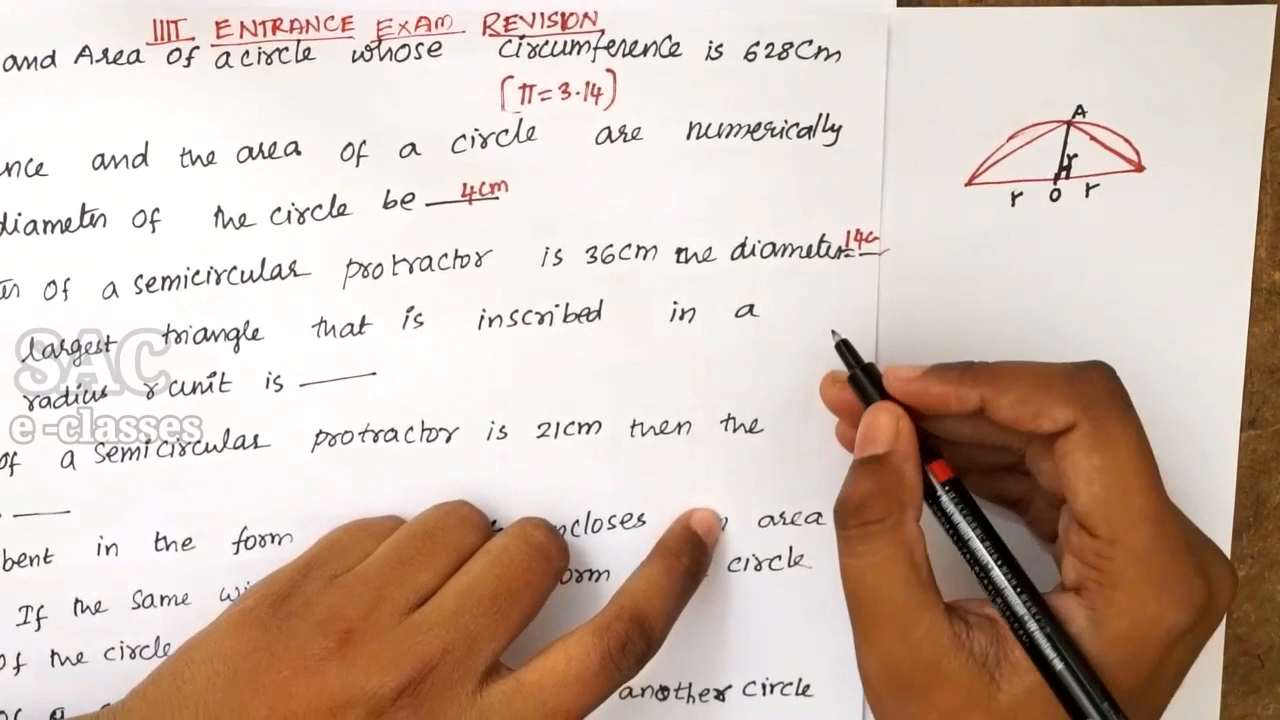 IIIT ENTRANCE EXAM REVISION
and Area of a circle whose circumference is 628cm
[π=3.14]
nce and the area of a circle are numerically
diameter of the circle be 4cm
of a semicircular protractor is 36cm the diameter= 14c
largest triangle that is inscribed in a
radius r unit is
of a semicircular protractor is 21cm then the
bent in the form ncloses area
If the same circle
of the circle
another circle
A
r
r O r
SAC
e-classes